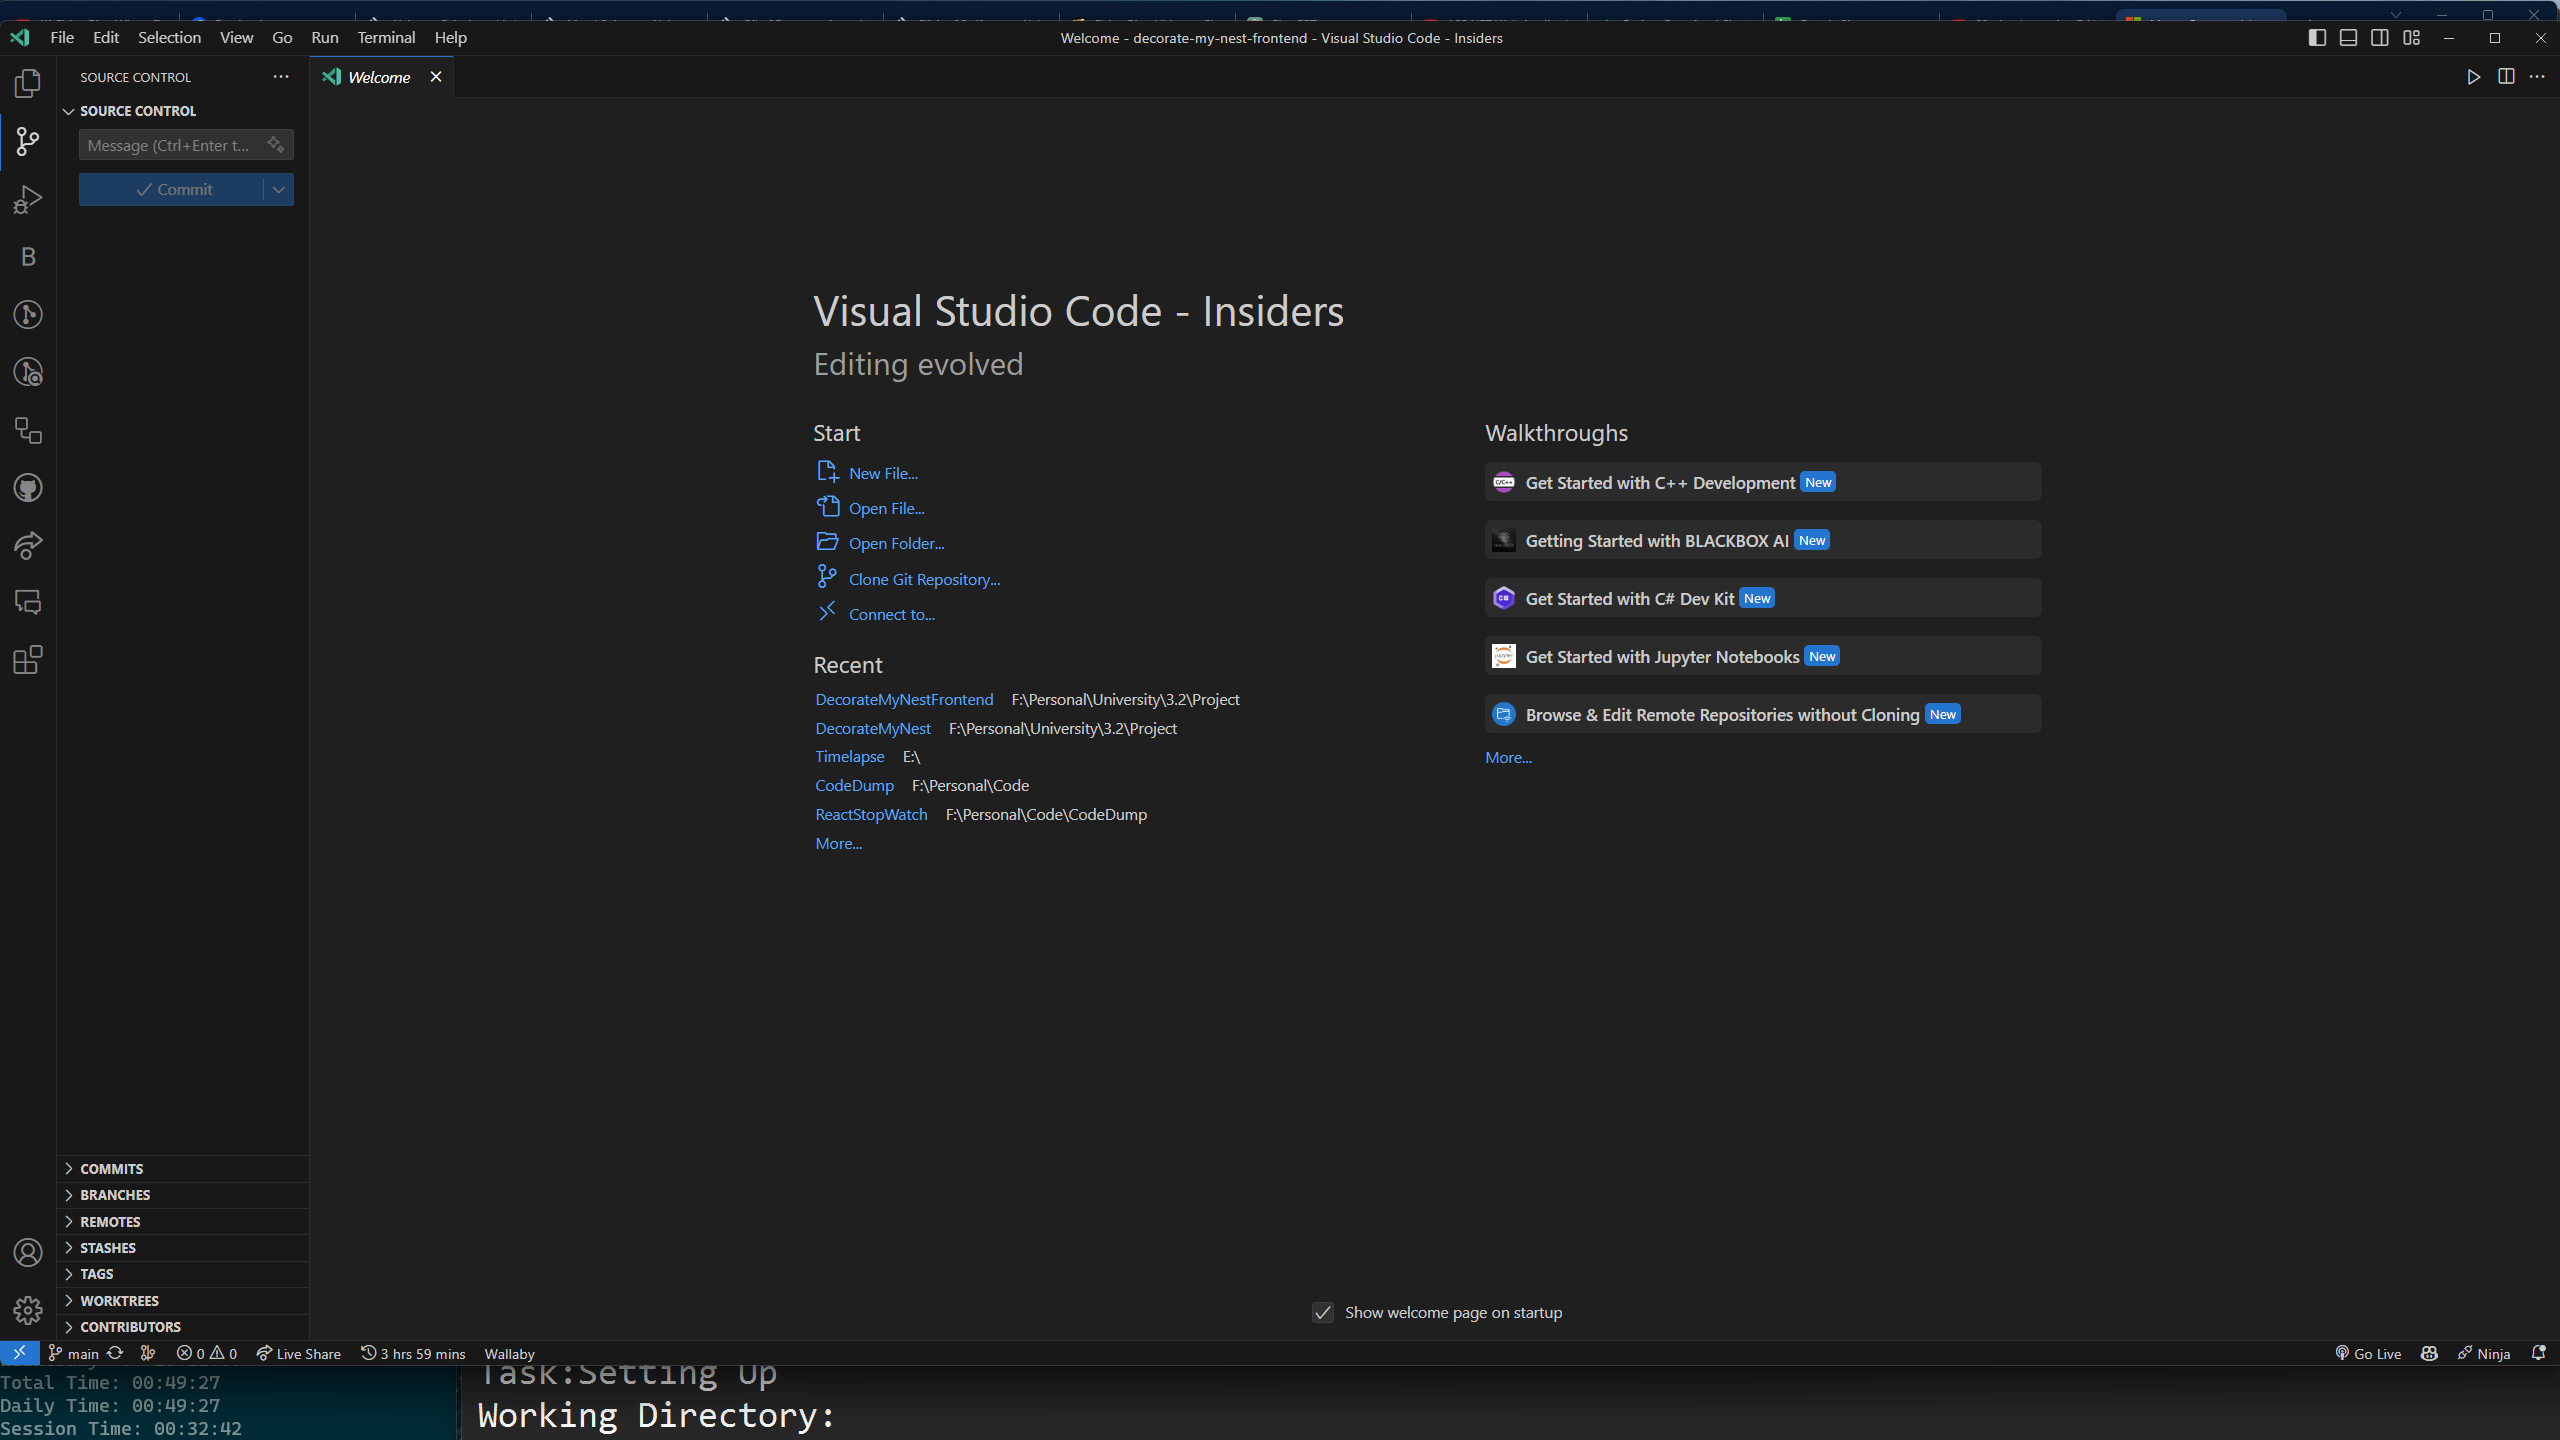 File Edit Selection View Go Run Terminal Help
Welcome - decorate-my-nest-frontend - Visual Studio Code - Insiders
SOURCE CONTROL
Welcome
SOURCE CONTROL
Message (Ctrl+Enter t...
Commit
B
Visual Studio Code - Insiders
Editing evolved
Start
New File...
Open File...
Open Folder...
Clone Git Repository...
Connect to...
Recent
DecorateMyNestFrontend F:\Personal\University\3.2\Project
DecorateMyNest F:\Personal\University\3.2\Project
Timelapse E:\
CodeDump F:\Personal\Code
ReactStopWatch F:\Personal\Code\CodeDump
More...
Walkthroughs
Get Started with C++ Development New
Getting Started with BLACKBOX AI New
Get Started with C# Dev Kit New
Get Started with Jupyter Notebooks New
Browse & Edit Remote Repositories without Cloning New
More...
Show welcome page on startup
COMMITS
BRANCHES
REMOTES
STASHES
TAGS
WORKTREES
CONTRIBUTORS
main 0 0 Live Share 3 hrs 59 mins Wallaby
Go Live Ninja
Total Time: 00:49:27
Daily Time: 00:49:27
Session Time: 00:32:42
Task:Setting Up
Working Directory: